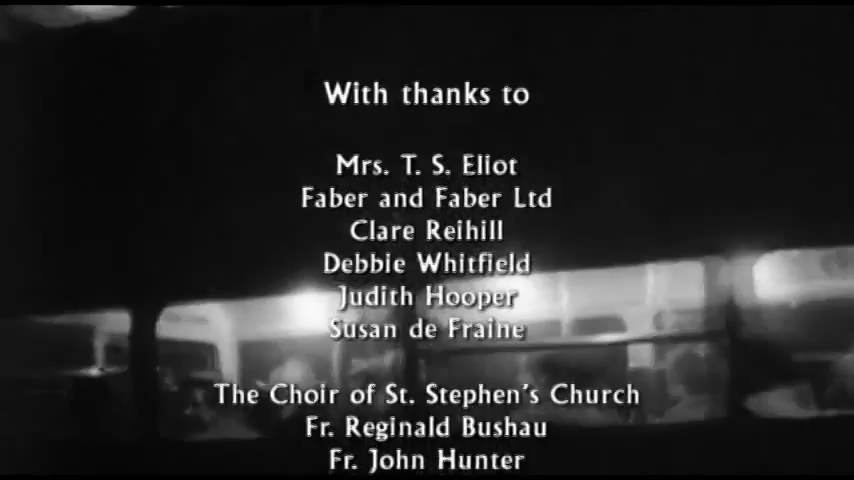 With thanks to
Mrs. T. S. Eliot
Faber and Faber Ltd
Clare Reihill
Debbie Whitfield
Judith Hooper
Susan de Fraine
The Choir of St. Stephen's Church
Fr. Reginald Bushau
Fr. John Hunter